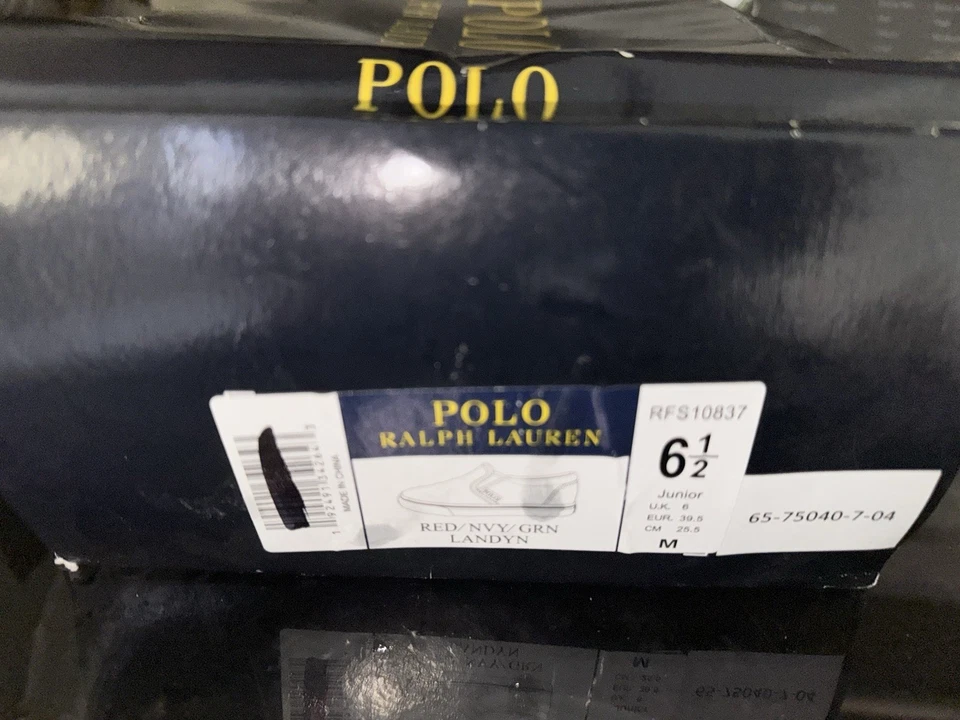 POLO
POLO
POLO
RALPH LAUREN
MADE IN CHINA
RED/NVY/GRN
LANDYN
RFS10837
6 1/2
Junior
U.K. 6
EUR. 39.5
CM 25.5
M
65-75040-7-04